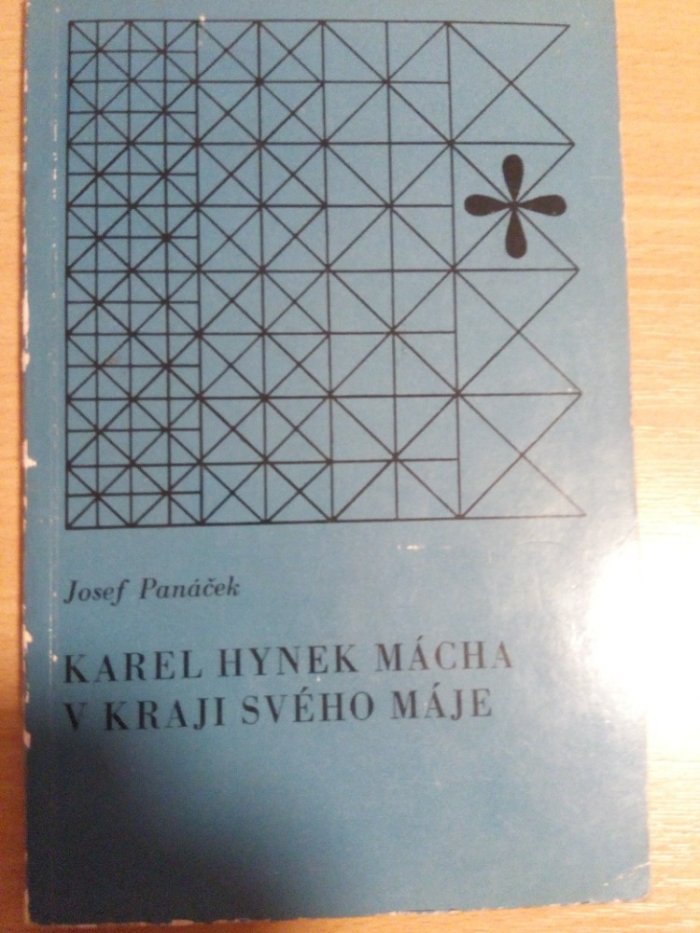 Josef Panáček
KAREL HYNEK MÁCHA
V KRAJI SVÉHO MÁJE